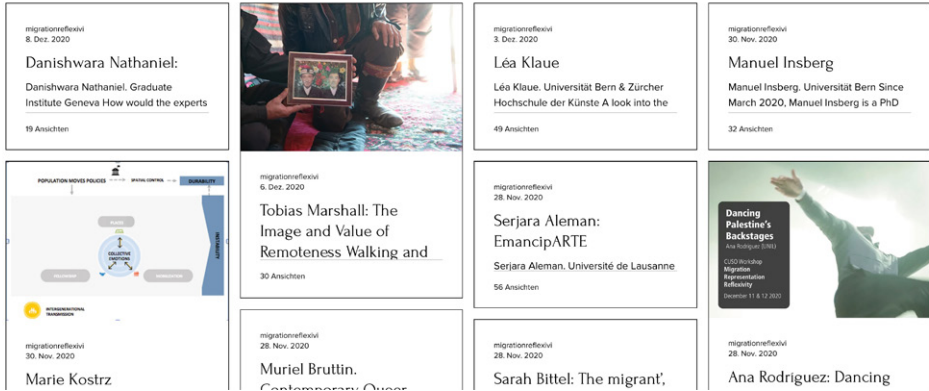 migrationreflexivi
8. Dez. 2020
Danishwara Nathaniel:
Danishwara Nathaniel. Graduate
Institute Geneva How would the experts
19 Ansichten
POPULATION MOVES POLICIES
SPATIAL CONTROL
DURABILITY
INSTABILITY
COLLECTIVE
EMOTIONS
INTERGENERATIONAL
TRANSMISSION
migrationreflexivi
30. Nov. 2020
Marie Kostrz
migrationreflexivi
6. Dez. 2020
Tobias Marshall: The
Image and Value of
Remoteness Walking and
30 Ansichten
migrationreflexivi
28. Nov. 2020
Muriel Bruttin.
Contemporary Queer
migrationreflexivi
3. Dez. 2020
Léa Klaue
Léa Klaue. Universität Bern & Zürcher
Hochschule der Künste A look into the
49 Ansichten
migrationreflexivi
28. Nov. 2020
Serjara Aleman:
EmancipARTE
Serjara Aleman. Université de Lausanne
56 Ansichten
migrationreflexivi
28. Nov. 2020
Sarah Bittel: The migrant’,
migrationreflexivi
30. Nov. 2020
Manuel Insberg
Manuel Insberg. Universität Bern Since
March 2020, Manuel Insberg is a PhD
32 Ansichten
Dancing
Palestine's
Backstages
Ana Rodriguez (UNIL)
CUSO Workshop
Migration
Representation
Reflexivity
December 11 & 12 2020
migrationreflexivi
28. Nov. 2020
Ana Rodriguez: Dancing